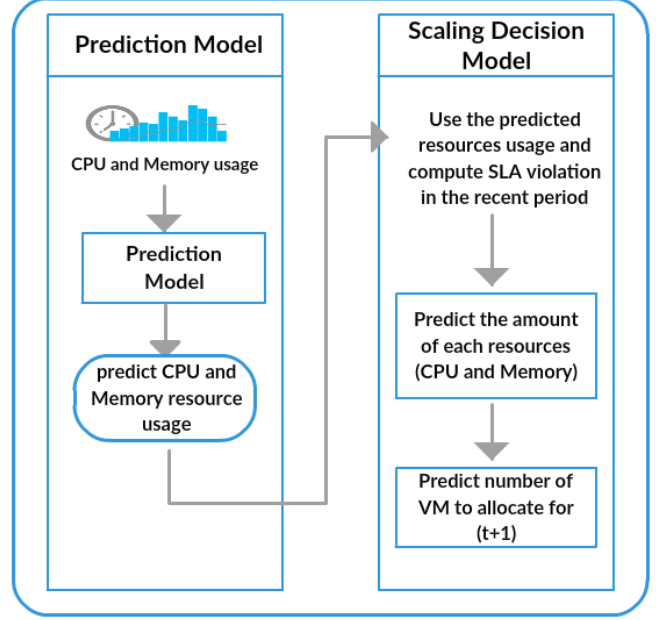 Prediction Model
CPU and Memory usage
Prediction
Model
predict CPU and
Memory resource
usage
Scaling Decision
Model
Use the predicted
resources usage and
compute SLA violation
in the recent period
Predict the amount
of each resources
(CPU and Memory)
Predict number of
VM to allocate for
(t+1)